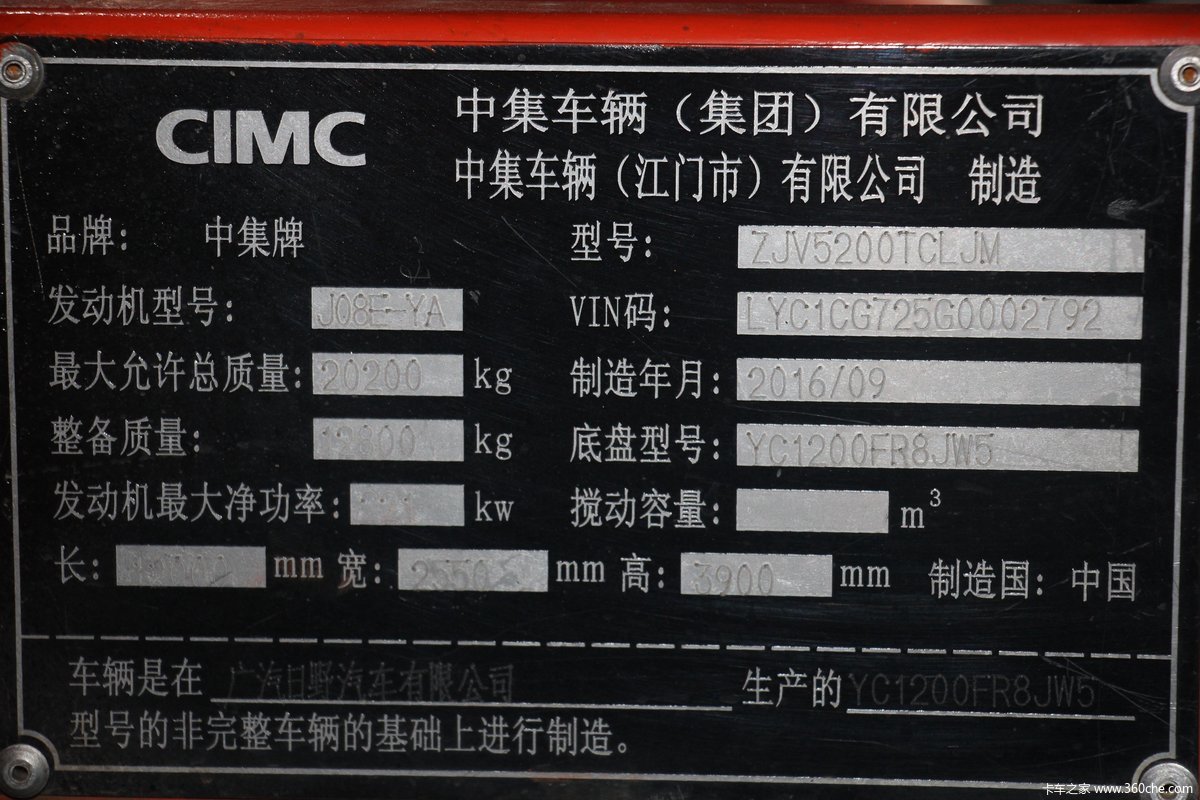 CIMC
中集车辆（集团）有限公司
中集车辆（江门市）有限公司 制造
品牌: 中集牌 型号: ZJV5200TCLJM
发动机型号: J08E-YA VIN码: LYC1CG725G0002792
最大允许总质量: 20200 kg 制造年月: 2016/09
整备质量: kg 底盘型号: YC1200FR8JW5
发动机最大净功率: kw 搅动容量: m³
长: mm 宽: 2550 mm 高: 3900 mm 制造国: 中国
车辆是在 广汽日野汽车有限公司 生产的 YC1200FR8JW5
型号的非完整车辆的基础上进行制造。
卡车之家 www.360che.com